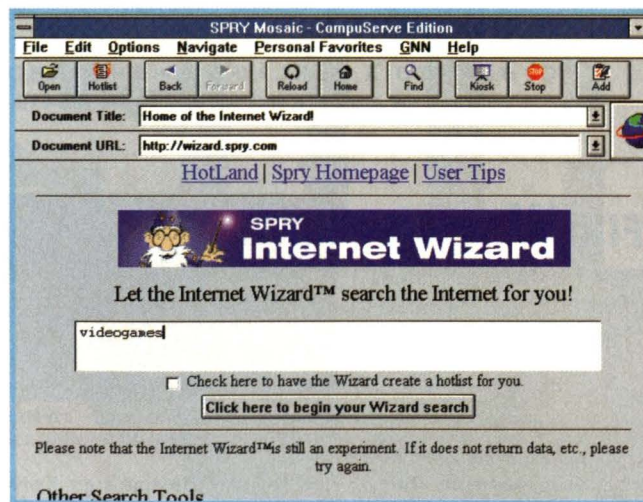 SPRY Mosaic - CompuServe Edition
File Edit Options Navigate Personal Favorites GNN Help
Open Hotlist Back Forward Reload Home Find Kiosk Stop Add
Document Title: Home of the Internet Wizard!
Document URL: http://wizard.spry.com
HotLand | Spry Homepage | User Tips
SPRY
Internet Wizard
Let the Internet Wizard™ search the Internet for you!
videogames
Check here to have the Wizard create a hotlist for you.
Click here to begin your Wizard search
Please note that the Internet Wizard™is still an experiment. If it does not return data, etc., please
try again.
Other Search Tools